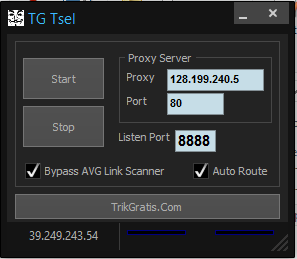 TG Tsel
Start
Stop
Proxy Server
Proxy 128.199.240.5
Port 80
Listen Port 8888
Bypass AVG Link Scanner
Auto Route
TrikGratis.Com
39.249.243.54